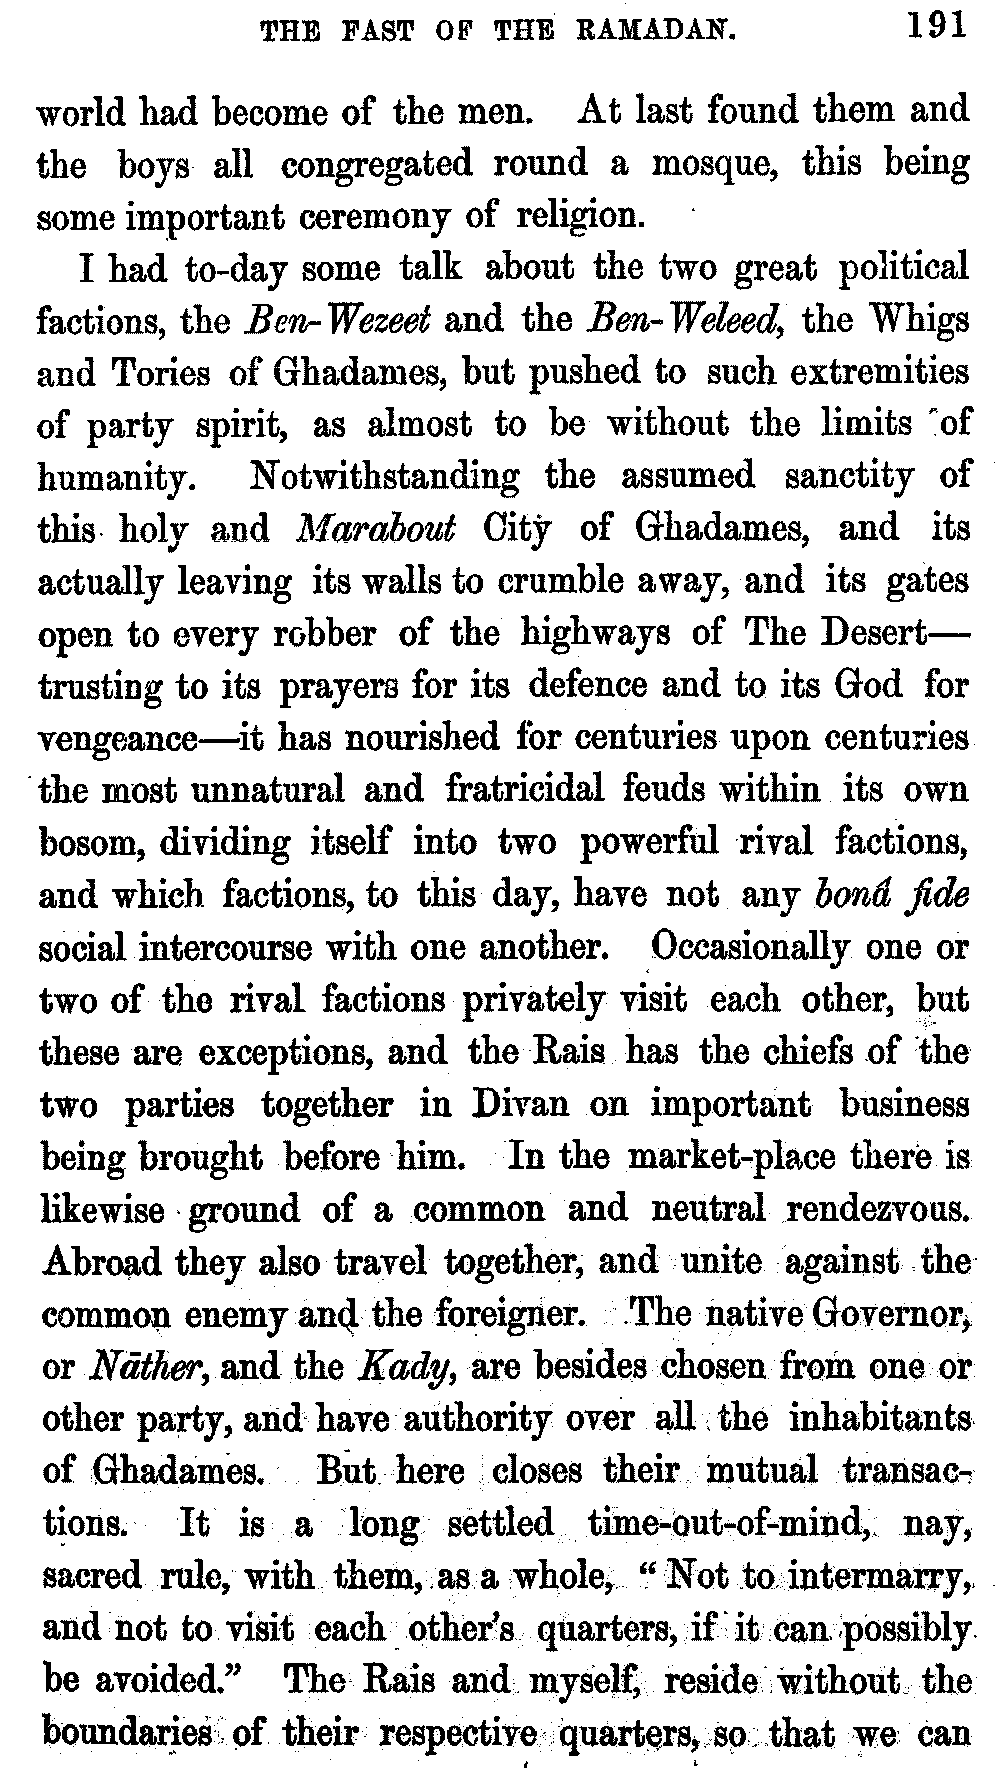 THE FAST OF THE RAMADAN. 191
world had become of the men. At last found them and
the boys all congregated round a mosque, this being
some important ceremony of religion.
I had to-day some talk about the two great political
factions, the Ben-Wezeet and the Ben-Weleed, the Whigs
and Tories of Ghadames, but pushed to such extremities
of party spirit, as almost to be without the limits of
humanity. Notwithstanding the assumed sanctity of
this holy and Marabout City of Ghadames, and its
actually leaving its walls to crumble away, and its gates
open to every robber of the highways of The Desert—
trusting to its prayers for its defence and to its God for
vengeance—it has nourished for centuries upon centuries
the most unnatural and fratricidal feuds within its own
bosom, dividing itself into two powerful rival factions,
and which factions, to this day, have not any bonâ fide
social intercourse with one another. Occasionally one or
two of the rival factions privately visit each other, but
these are exceptions, and the Rais has the chiefs of the
two parties together in Divan on important business
being brought before him. In the market-place there is
likewise ground of a common and neutral rendezvous.
Abroad they also travel together, and unite against the
common enemy and the foreigner. The native Governor,
or Nāther, and the Kady, are besides chosen from one or
other party, and have authority over all the inhabitants
of Ghadames. But here closes their mutual transac-
tions. It is a long settled time-out-of-mind, nay,
sacred rule, with them, as a whole, “Not to intermarry,
and not to visit each other's quarters, if it can possibly
be avoided.” The Rais and myself, reside without the
boundaries of their respective quarters, so that we can